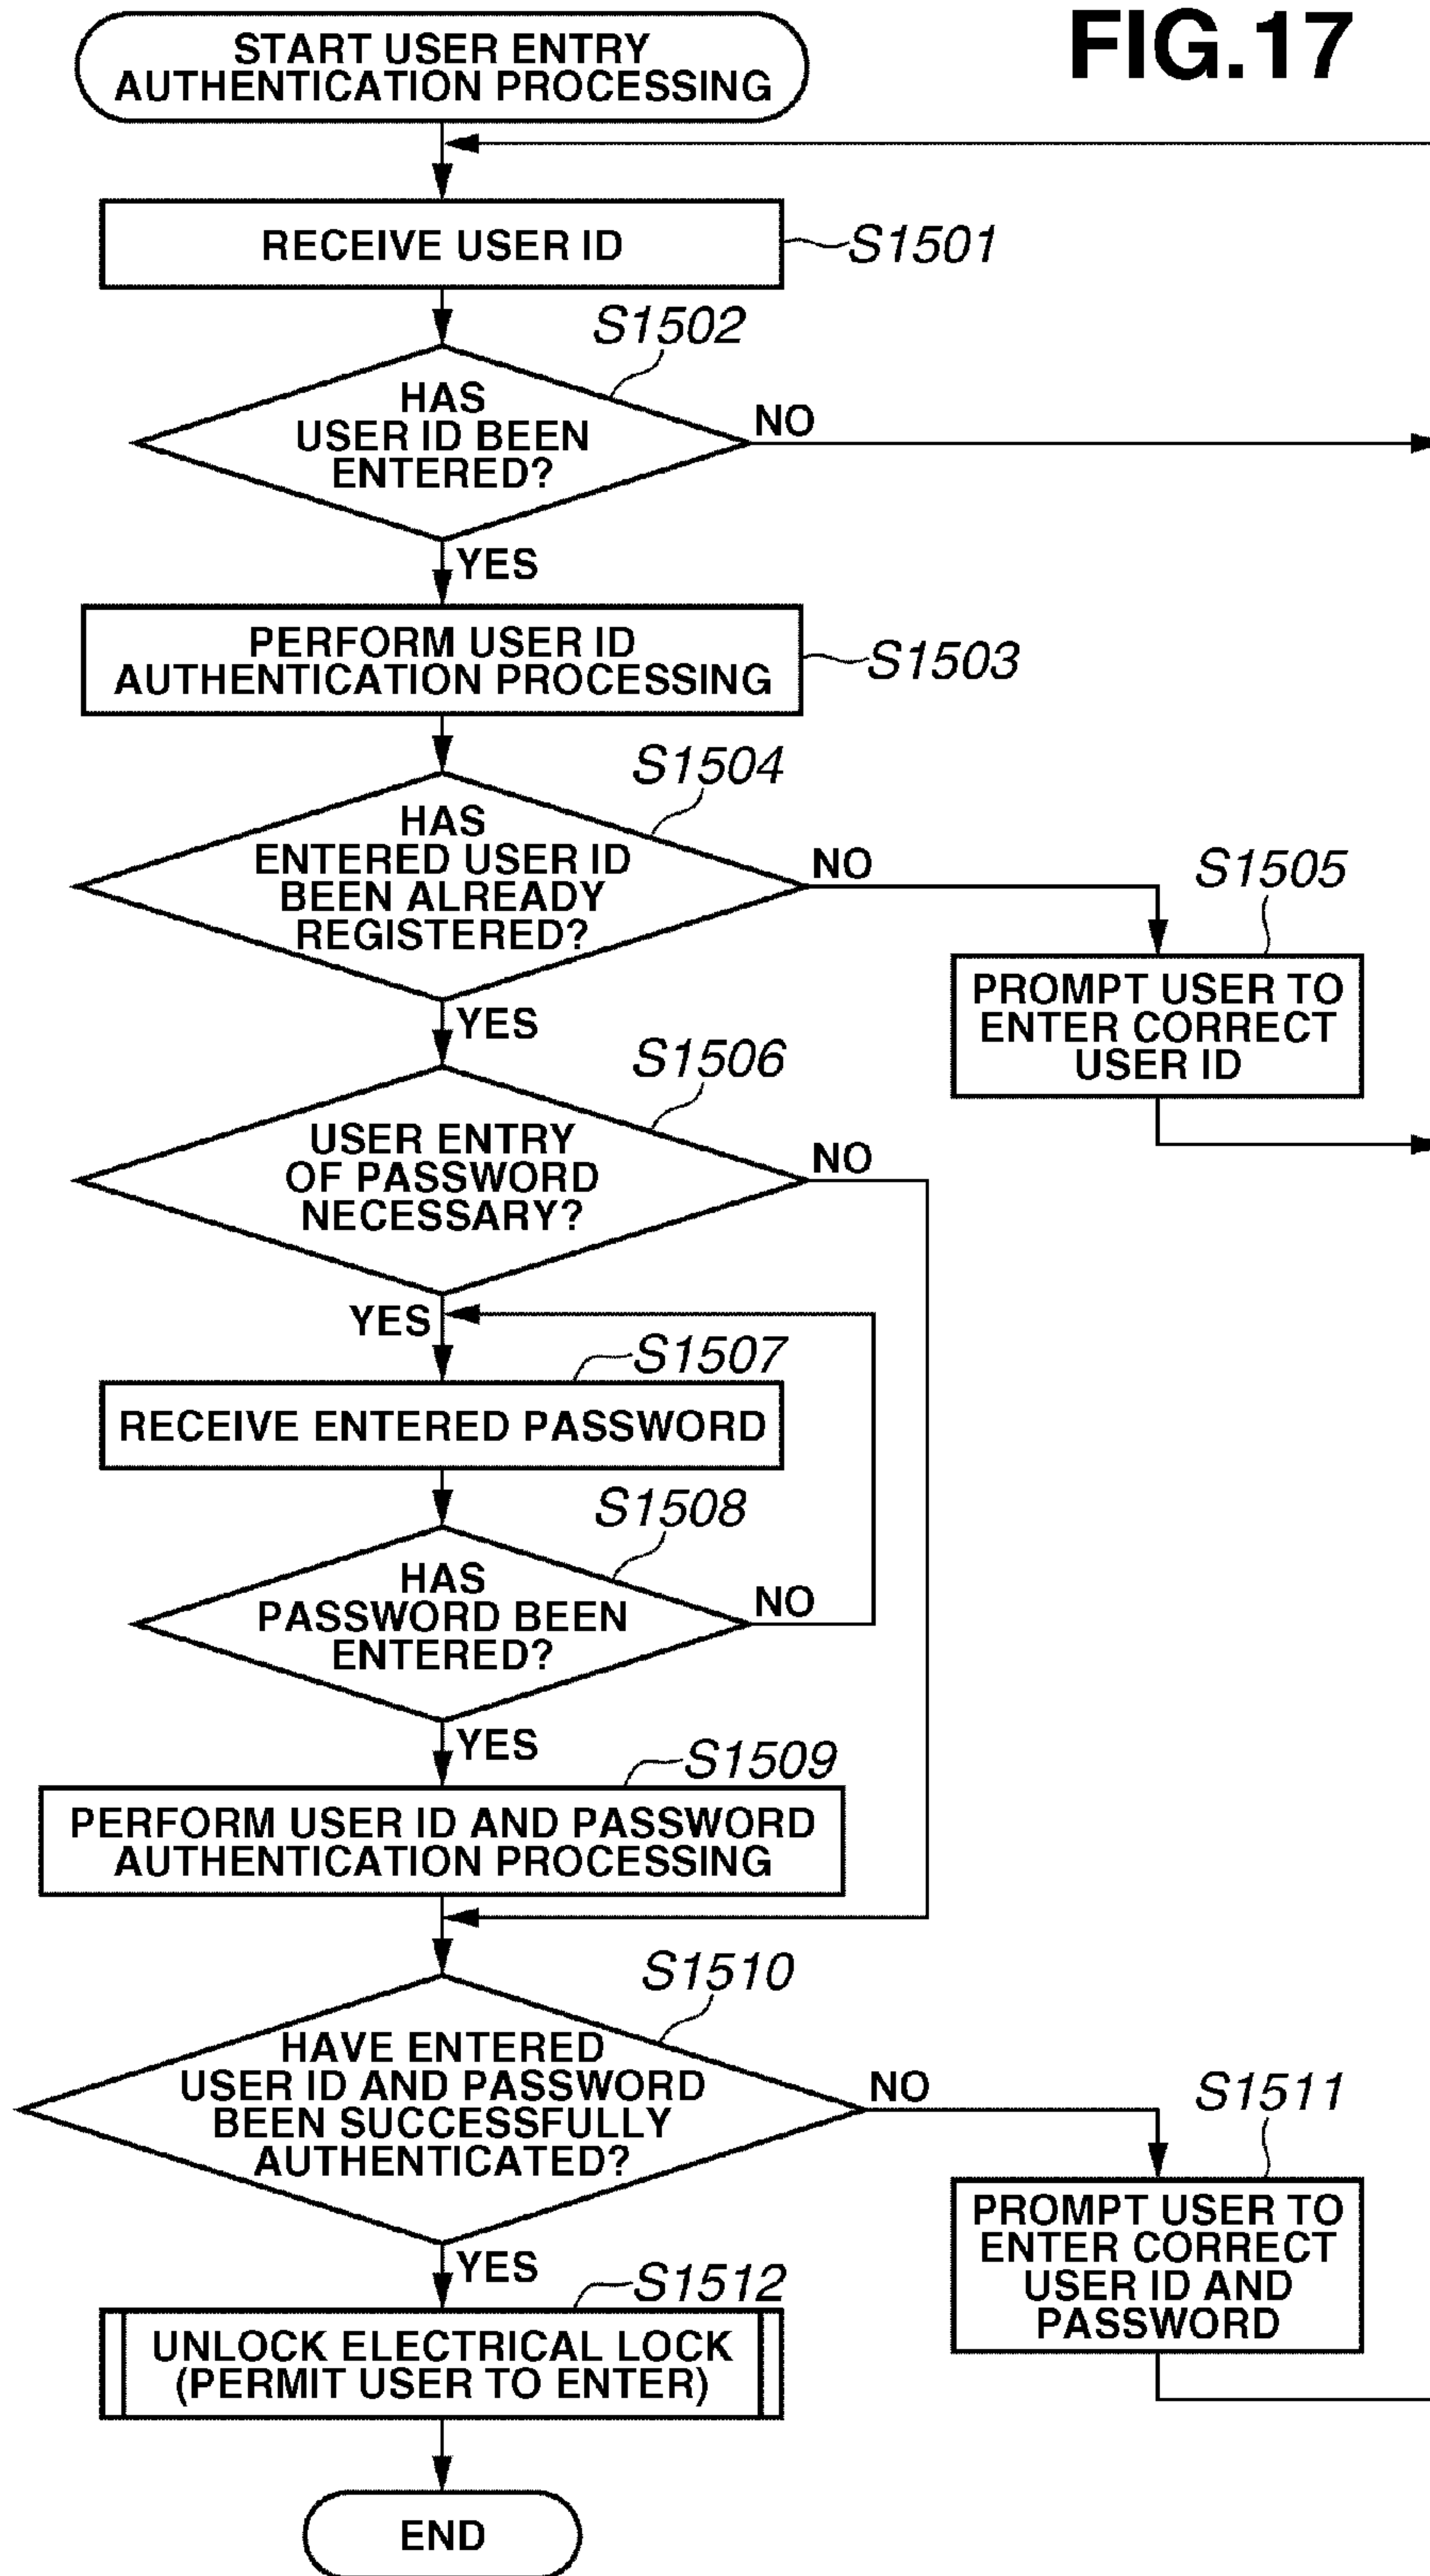 FIG.17
START USER ENTRY
AUTHENTICATION PROCESSING
RECEIVE USER ID
S1501
S1502
HAS
USER ID BEEN
ENTERED?
NO
YES
PERFORM USER ID
AUTHENTICATION PROCESSING
S1503
S1504
HAS
ENTERED USER ID
BEEN ALREADY
REGISTERED?
NO
S1505
PROMPT USER TO
ENTER CORRECT
USER ID
YES
S1506
USER ENTRY
OF PASSWORD
NECESSARY?
NO
YES
S1507
RECEIVE ENTERED PASSWORD
S1508
HAS
PASSWORD BEEN
ENTERED?
NO
YES
S1509
PERFORM USER ID AND PASSWORD
AUTHENTICATION PROCESSING
S1510
HAVE ENTERED
USER ID AND PASSWORD
BEEN SUCCESSFULLY
AUTHENTICATED?
NO
S1511
PROMPT USER TO
ENTER CORRECT
USER ID AND
PASSWORD
YES
S1512
UNLOCK ELECTRICAL LOCK
(PERMIT USER TO ENTER)
END